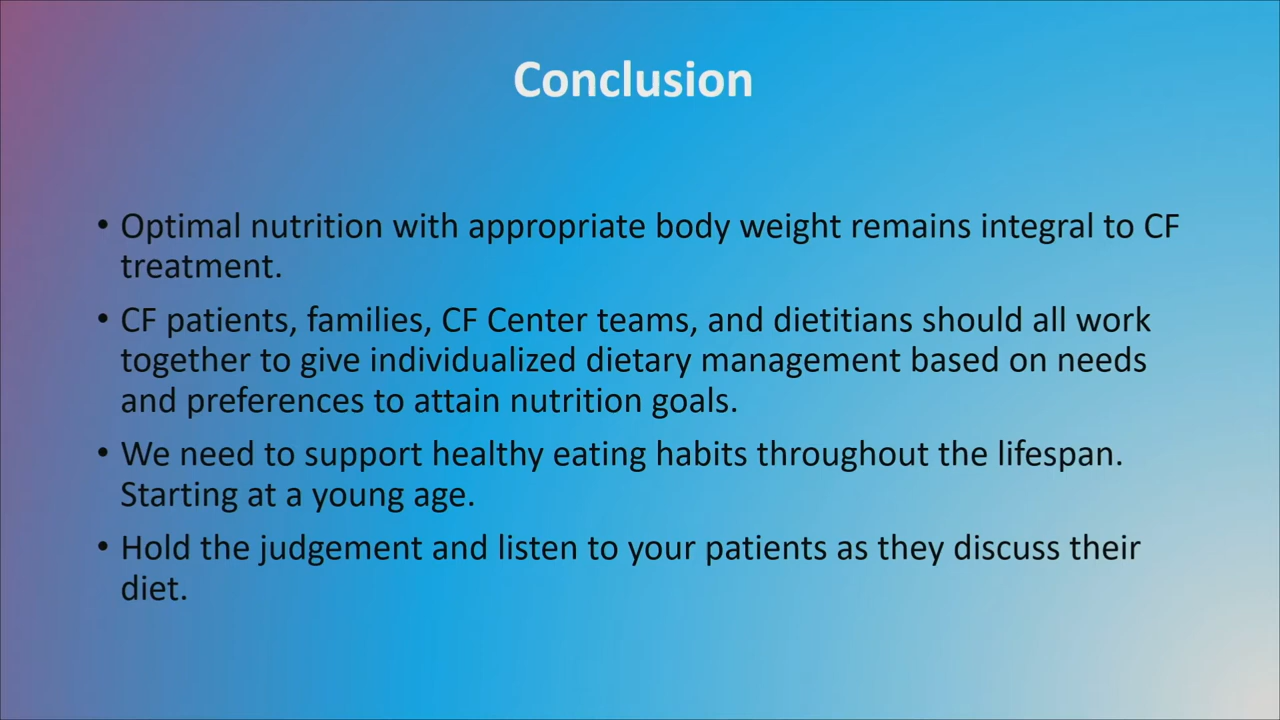 Conclusion
• Optimal nutrition with appropriate body weight remains integral to CF
treatment.
• CF patients, families, CF Center teams, and dietitians should all work
together to give individualized dietary management based on needs
and preferences to attain nutrition goals.
• We need to support healthy eating habits throughout the lifespan.
Starting at a young age.
• Hold the judgement and listen to your patients as they discuss their
diet.